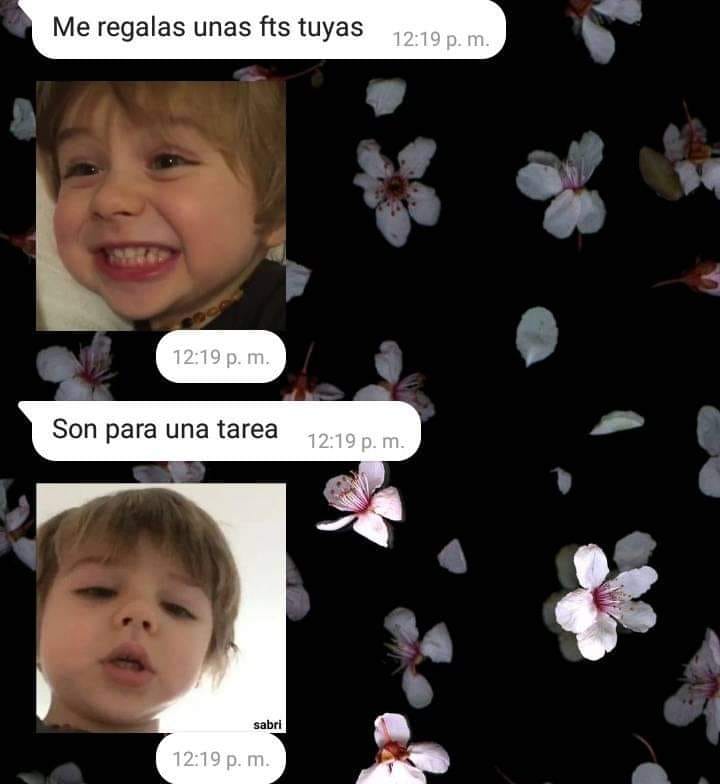 Me regalas unas fts tuyas
12:19 p. m.
12:19 p. m.
Son para una tarea
12:19 p. m.
sabri
12:19 p. m.